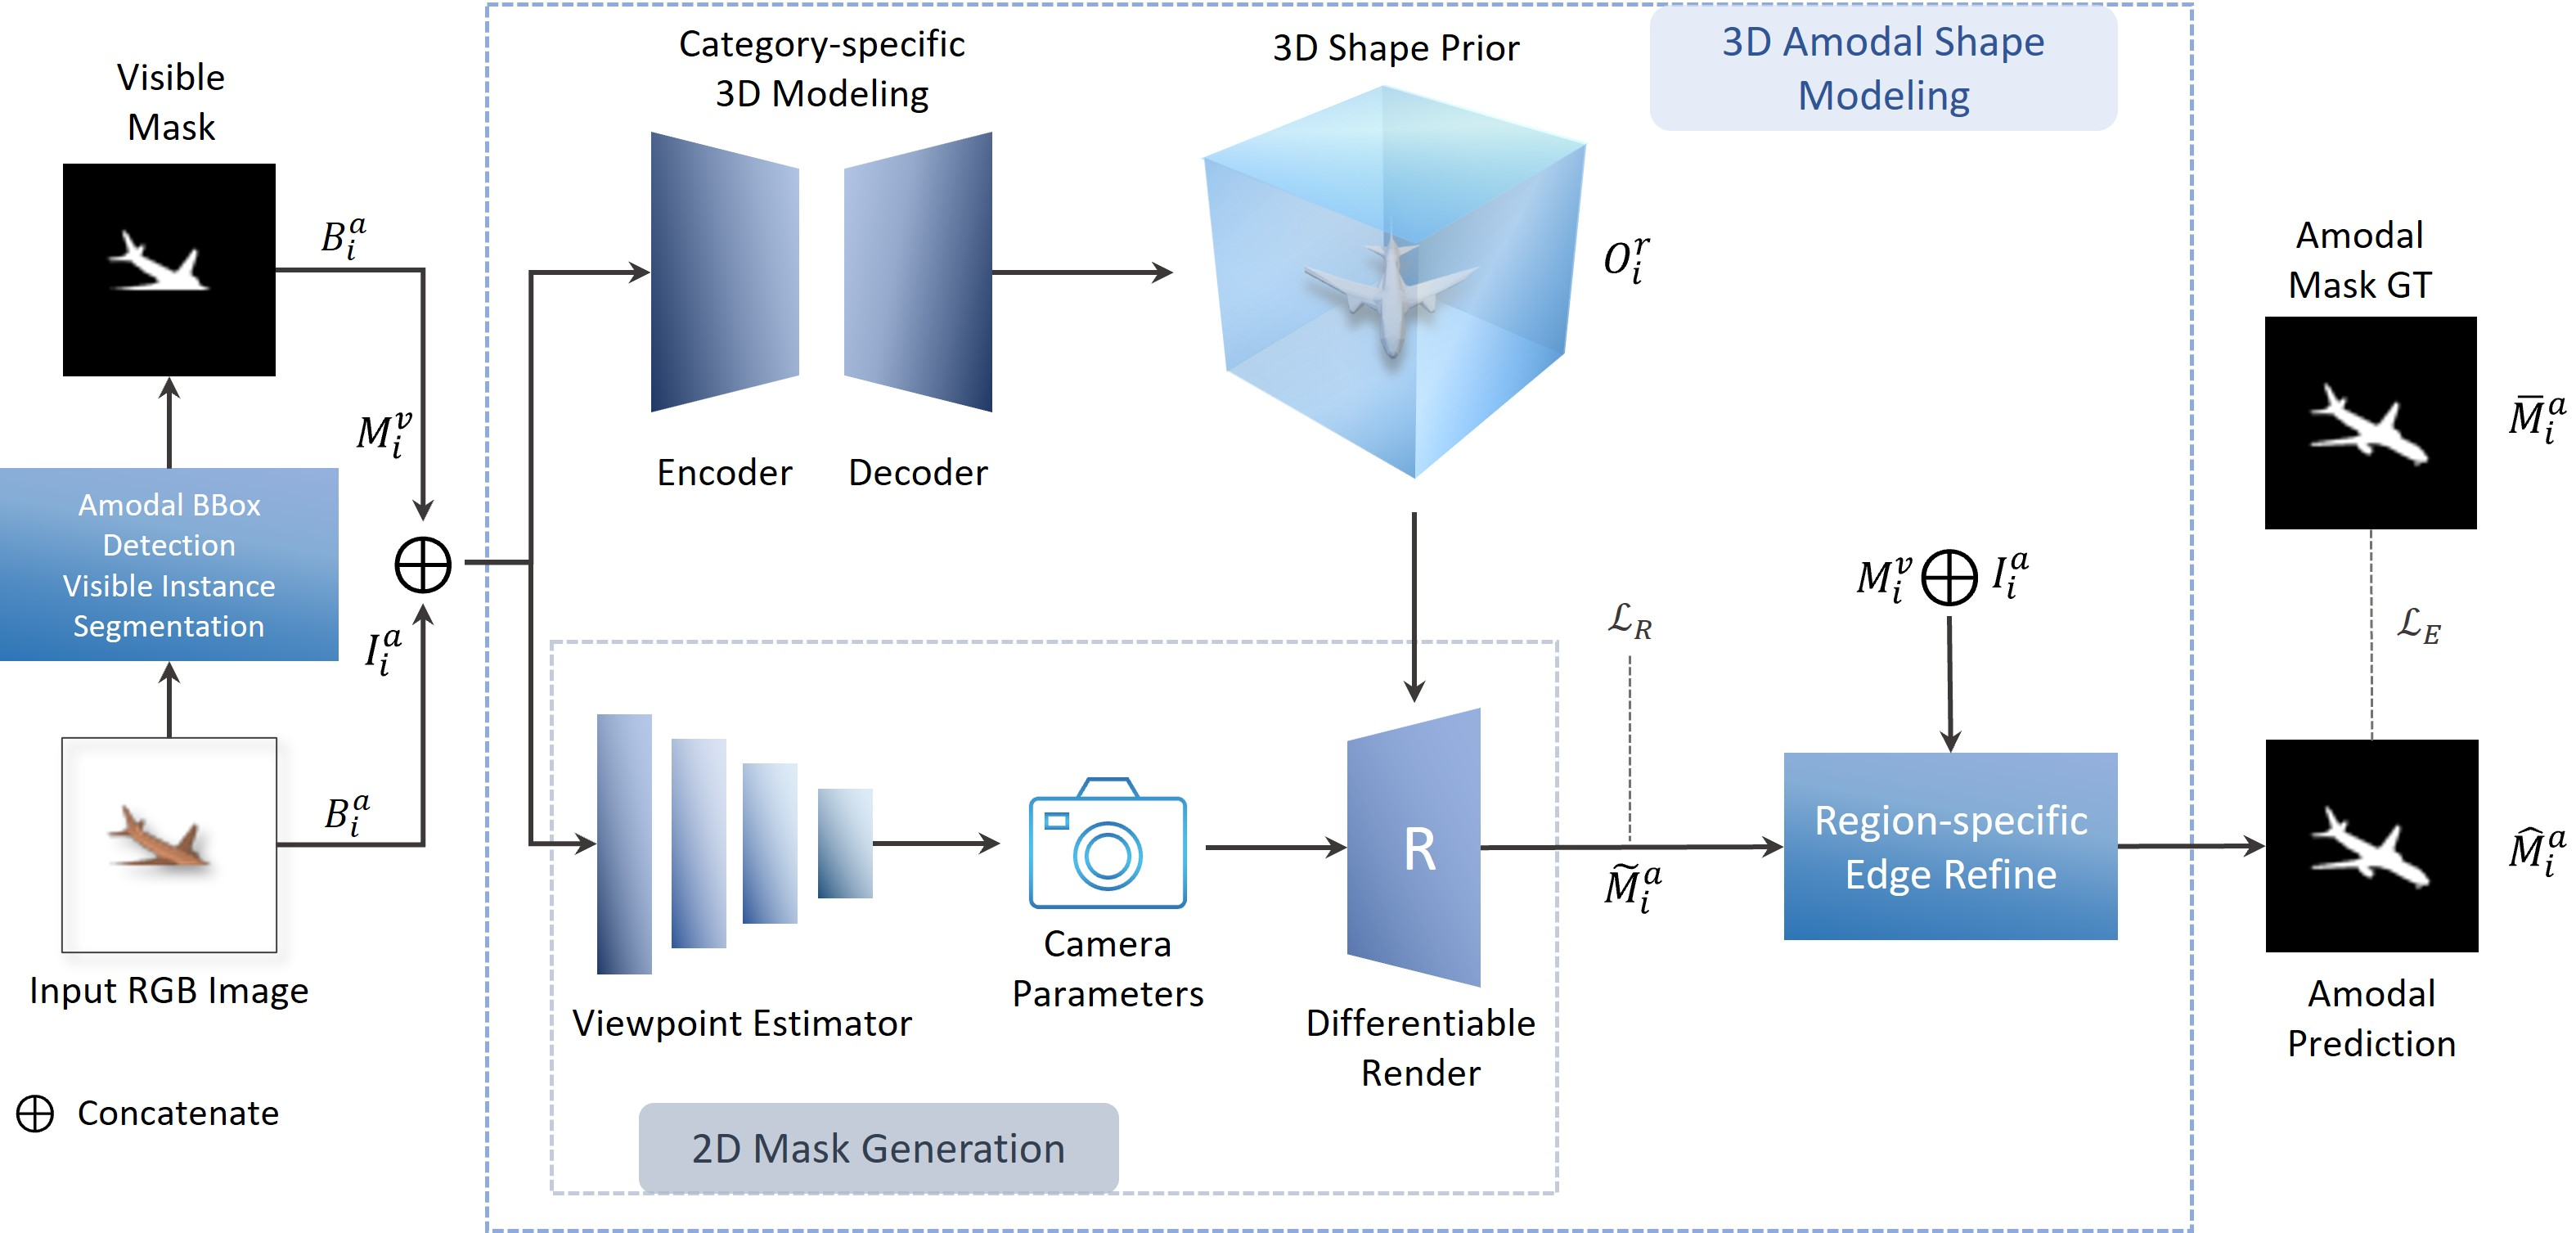 Visible
Mask
B_i^a
M_i^v
Amodal BBox
Detection
Visible Instance
Segmentation
I_i^a
B_i^a
Input RGB Image
⊕ Concatenate
Category-specific
3D Modeling
Encoder
Decoder
3D Shape Prior
O_i^r
3D Amodal Shape
Modeling
Viewpoint Estimator
Camera
Parameters
R
Differentiable
Render
2D Mask Generation
ℒ_R
M̃_i^a
M_i^v ⊕ I_i^a
Region-specific
Edge Refine
Amodal
Mask GT
M̅_i^a
ℒ_E
M̂_i^a
Amodal
Prediction